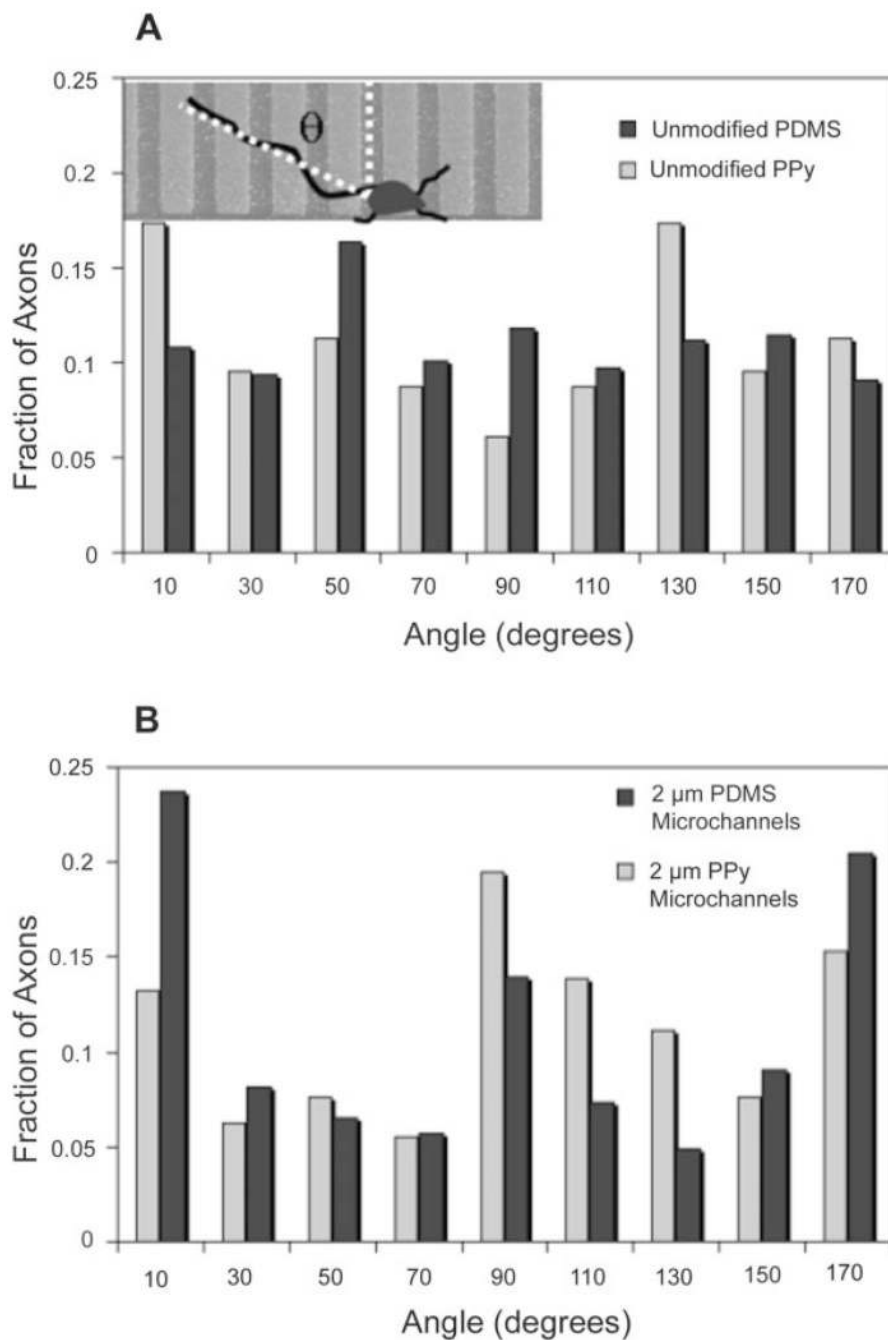 A
0.25
0.2
0.15
0.1
0.05
0
Fraction of Axons
Θ
Unmodified PDMS
Unmodified PPy
10 30 50 70 90 110 130 150 170
Angle (degrees)
B
0.25
0.2
0.15
0.1
0.05
0
Fraction of Axons
2 μm PDMS
Microchannels
2 μm PPy
Microchannels
10 30 50 70 90 110 130 150 170
Angle (degrees)